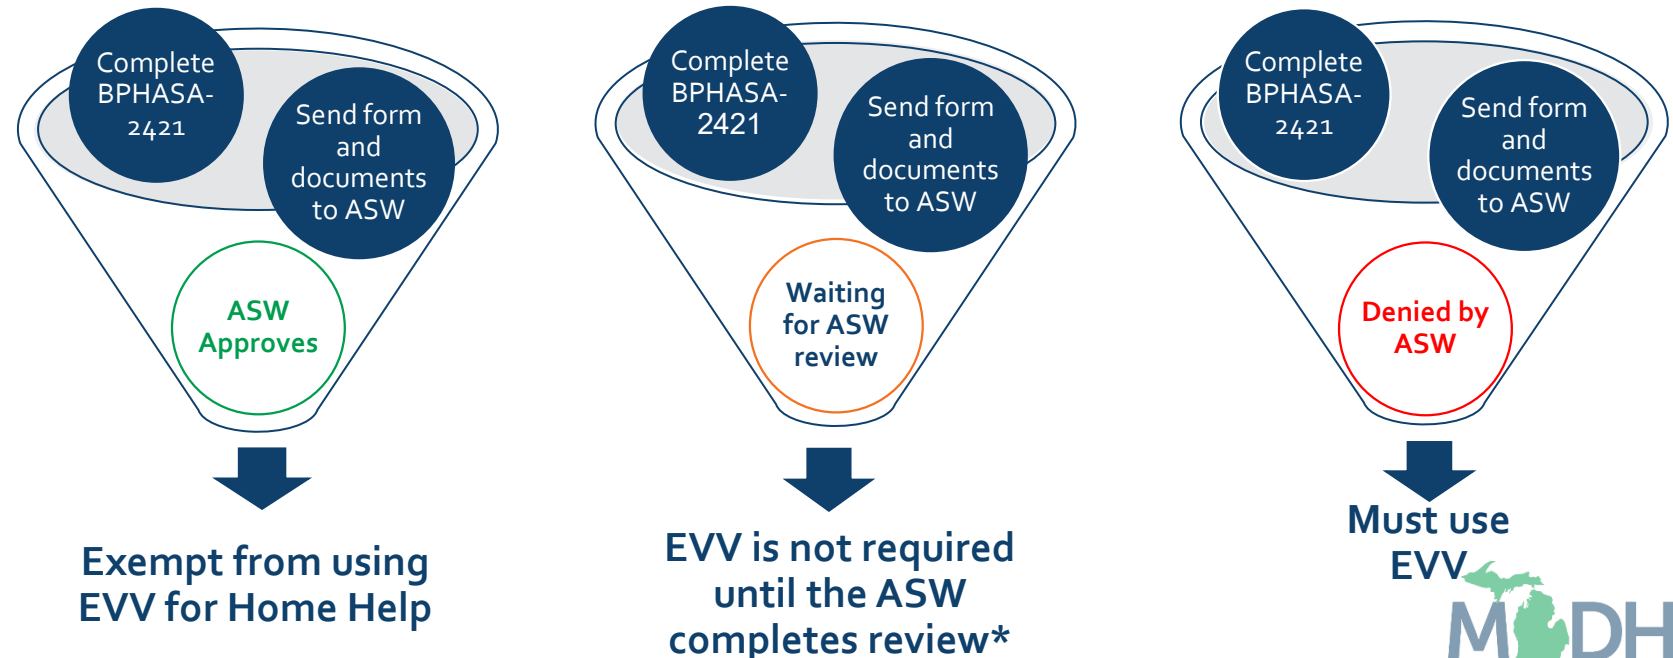 Complete
BPHASA-
2421
Send form
and
documents
to ASW
ASW
Approves
Exempt from using
EVV for Home Help
Complete
BPHASA-
2421
Send form
and
documents
to ASW
Waiting
for ASW
review
EVV is not required
until the ASW
completes review*
Complete
BPHASA-
2421
Send form
and
documents
to ASW
Denied by
ASW
Must use
EVV
M DH